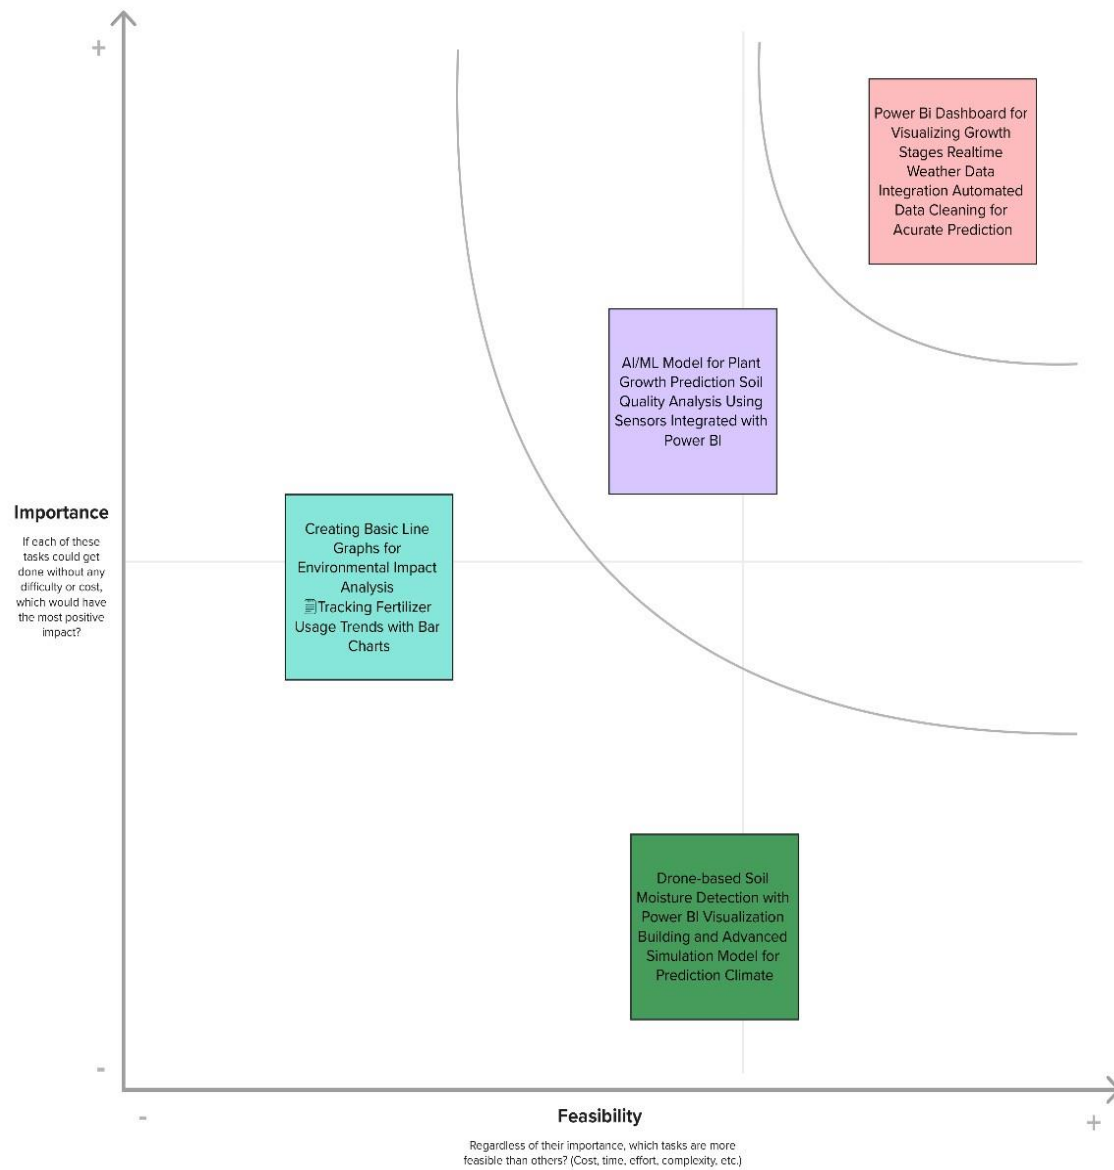 +
Power Bi Dashboard for
Visualizing Growth
Stages Realtime
Weather Data
Integration Automated
Data Cleaning for
Acurate Prediction
AI/ML Model for Plant
Growth Prediction Soil
Quality Analysis Using
Sensors Integrated with
Power BI
Importance
If each of these
tasks could get
done without any
difficulty or cost,
which would have
the most positive
impact?
Creating Basic Line
Graphs for
Environmental Impact
Analysis
Tracking Fertilizer
Usage Trends with Bar
Charts
Drone-based Soil
Moisture Detection with
Power BI Visualization
Building and Advanced
Simulation Model for
Prediction Climate
-
-
Feasibility
+
Regardless of their importance, which tasks are more
feasible than others? (Cost, time, effort, complexity, etc.)